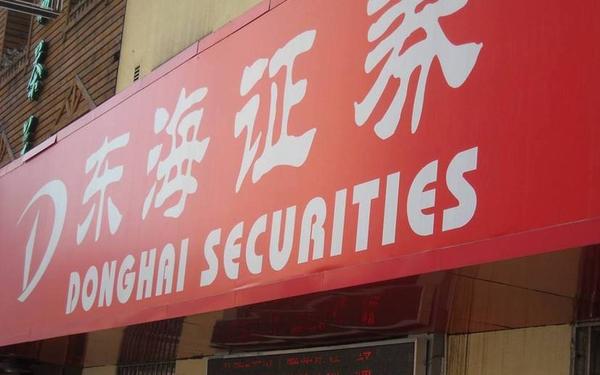 东海证券
DONGHAI SECURITIES